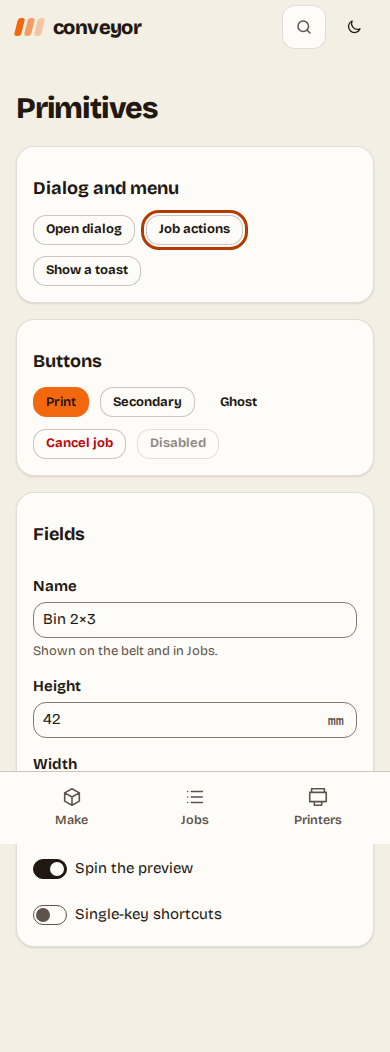 conveyor
Primitives
Dialog and menu
Open dialog
Job actions
Show a toast
Buttons
Print
Secondary
Ghost
Cancel job
Disabled
Fields
Name
Bin 2×3
Shown on the belt and in Jobs.
Height
42
mm
Width
Make
Jobs
Printers
Spin the preview
Single-key shortcuts